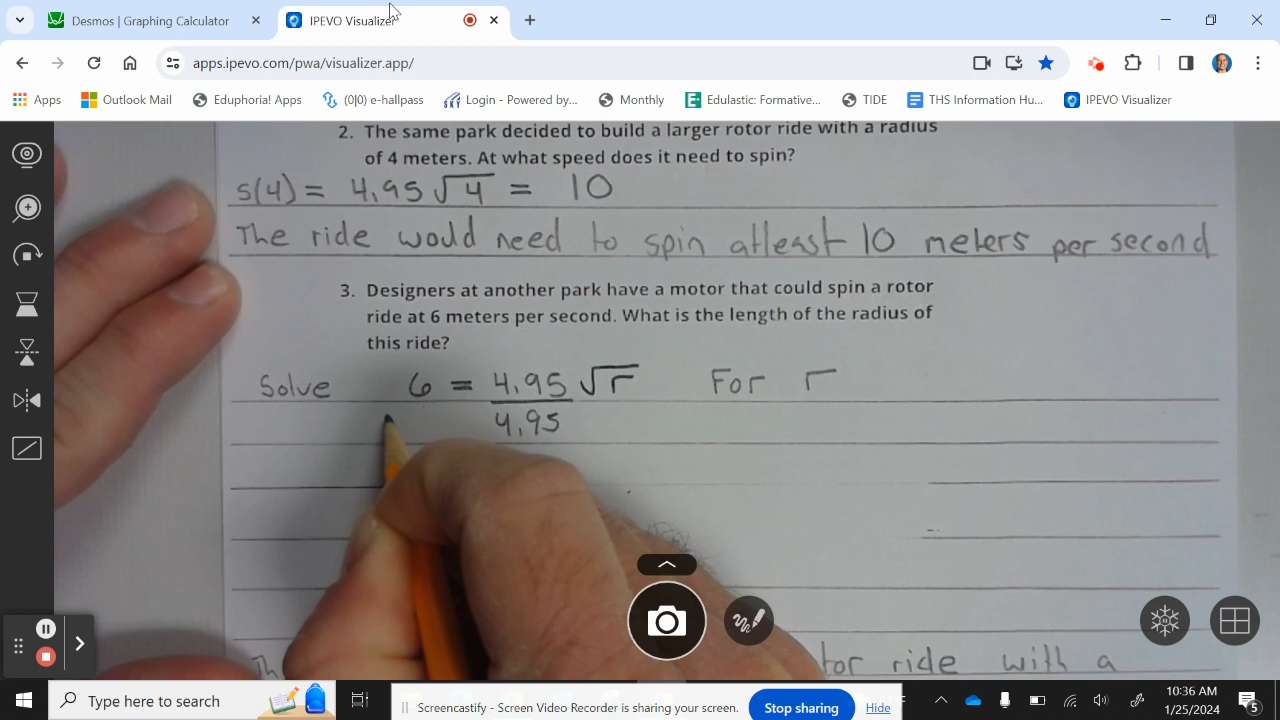 Desmos | Graphing Calculator
IPEVO Visualizer
apps.ipevo.com/pwa/visualizer.app/
Apps Outlook Mail eduphoria! Apps (0|0) e-hallpass Login - Powered by... Monthly Edulastic: Formative... TIDE THS Information Hu... IPEVO Visualizer
2. The same park decided to build a larger rotor ride with a radius
of 4 meters. At what speed does it need to spin?
s(4) = 4.95 √4 = 10
The ride would need to spin atleast 10 meters per second
3. Designers at another park have a motor that could spin a rotor
ride at 6 meters per second. What is the length of the radius of
this ride?
Solve 6 = 4.95 √r For r
4.95
Th
tor ride with a
Type here to search
Screencastify - Screen Video Recorder is sharing your screen. Stop sharing Hide
10:36 AM
1/25/2024
5